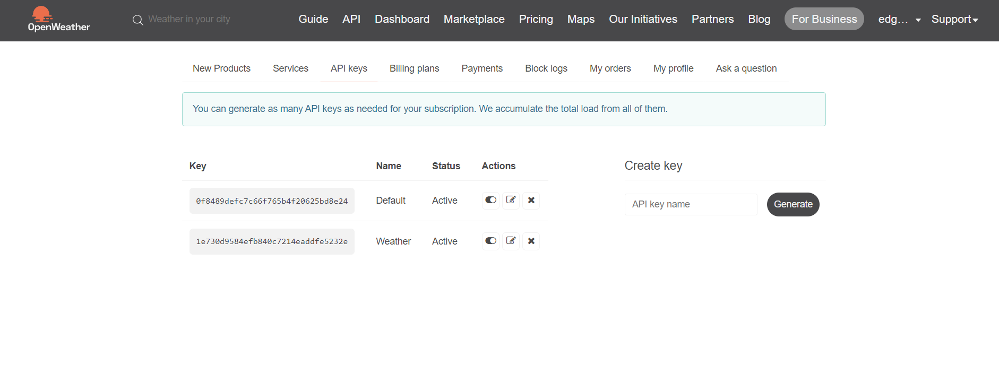 OpenWeather
Weather in your city
Guide API Dashboard Marketplace Pricing Maps Our Initiatives Partners Blog For Business edg... Support
New Products Services API keys Billing plans Payments Block logs My orders My profile Ask a question
You can generate as many API keys as needed for your subscription. We accumulate the total load from all of them.
Key Name Status Actions
0f8489defc7c66f765b4f20625bd8e24 Default Active
1e730d9584efb840c7214eaddfe5232e Weather Active
Create key
API key name Generate